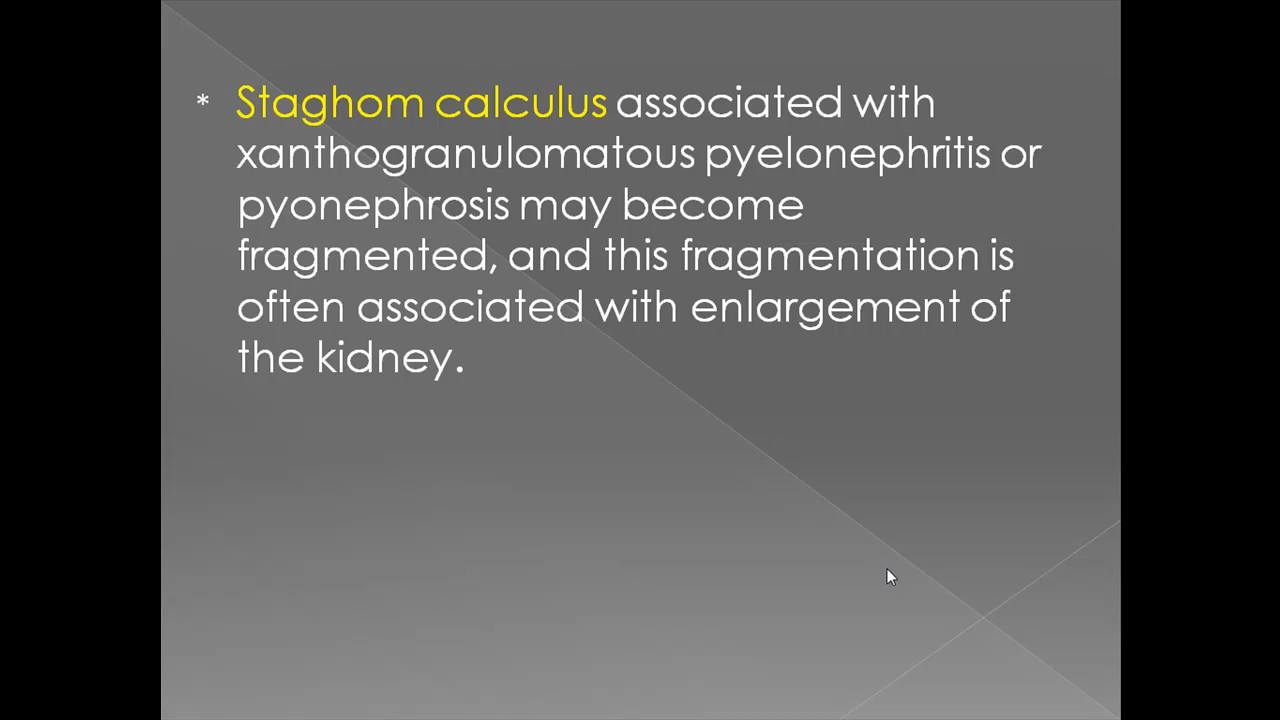 * Staghom calculus associated with
xanthogranulomatous pyelonephritis or
pyonephrosis may become
fragmented, and this fragmentation is
often associated with enlargement of
the kidney.